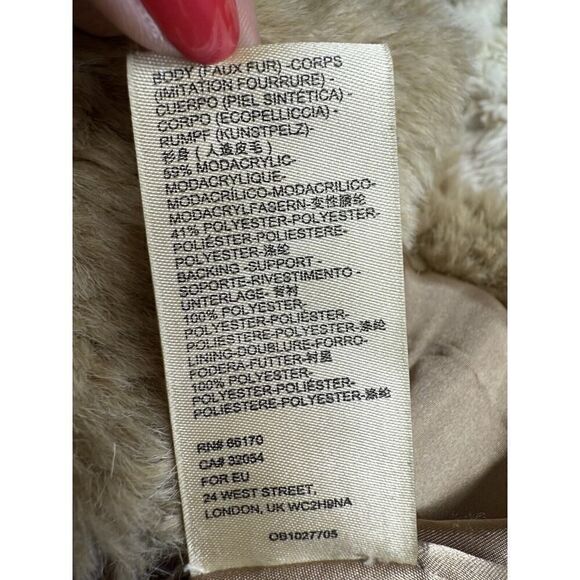 BODY (FAUX FUR) -CORPS
(IMITATION FOURRURE) -
CUERPO (PIEL SINTÉTICA) -
CORPO (ECOPELLICCIA) -
RUMPF (KUNSTPELZ)-
衫身 ( 人造皮毛 )
59% MODACRYLIC-
MODACRYLIQUE-
MODACRÍLICO-MODACRILICO-
MODACRYLFASERN-变性腈纶
41% POLYESTER-POLYESTER-
POLIÉSTER-POLIESTERE-
POLYESTER-涤纶
BACKING -SUPPORT -
SOPORTE-RIVESTIMENTO -
UNTERLAGE- 背衬
100% POLYESTER-
POLYESTER-POLIÉSTER-
POLIESTERE-POLYESTER-涤纶
LINING-DOUBLURE-FORRO-
FODERA-FUTTER-衬里
100% POLYESTER-
POLYESTER-POLIÉSTER-
POLIESTERE-POLYESTER-涤纶
RN# 66170
CA# 32054
FOR EU
24 WEST STREET,
LONDON, UK WC2H9NA
OB1027705